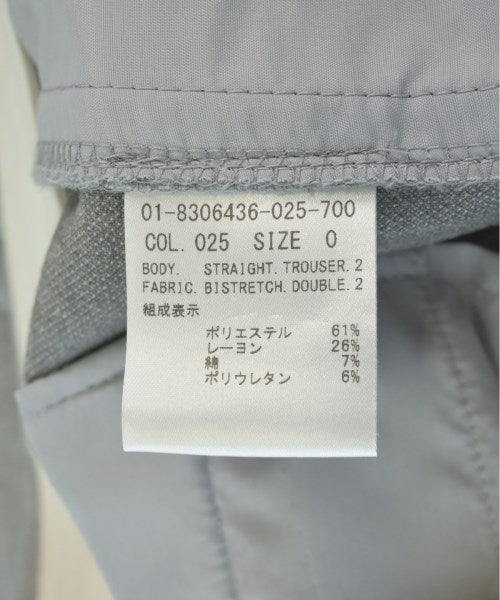 01-8306436-025-700
COL. 025 SIZE 0
BODY. STRAIGHT. TROUSER. 2
FABRIC. BISTRETCH. DOUBLE. 2
組成表示
ポリエステル 61%
レーヨン 26%
綿 7%
ポリウレタン 6%